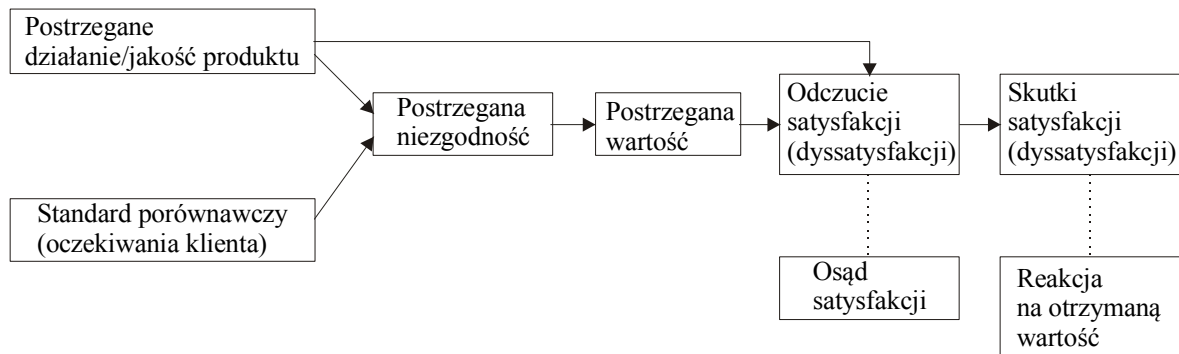 Postrzegane
działanie/jakość produktu
Postrzegana
niezgodność
Postrzegana
wartość
Odczucie
satysfakcji
(dyssatysfakcji)
Skutki
satysfakcji
(dyssatysfakcji)
Standard porównawczy
(oczekiwania klienta)
Osąd
satysfakcji
Reakcja
na otrzymaną
wartość